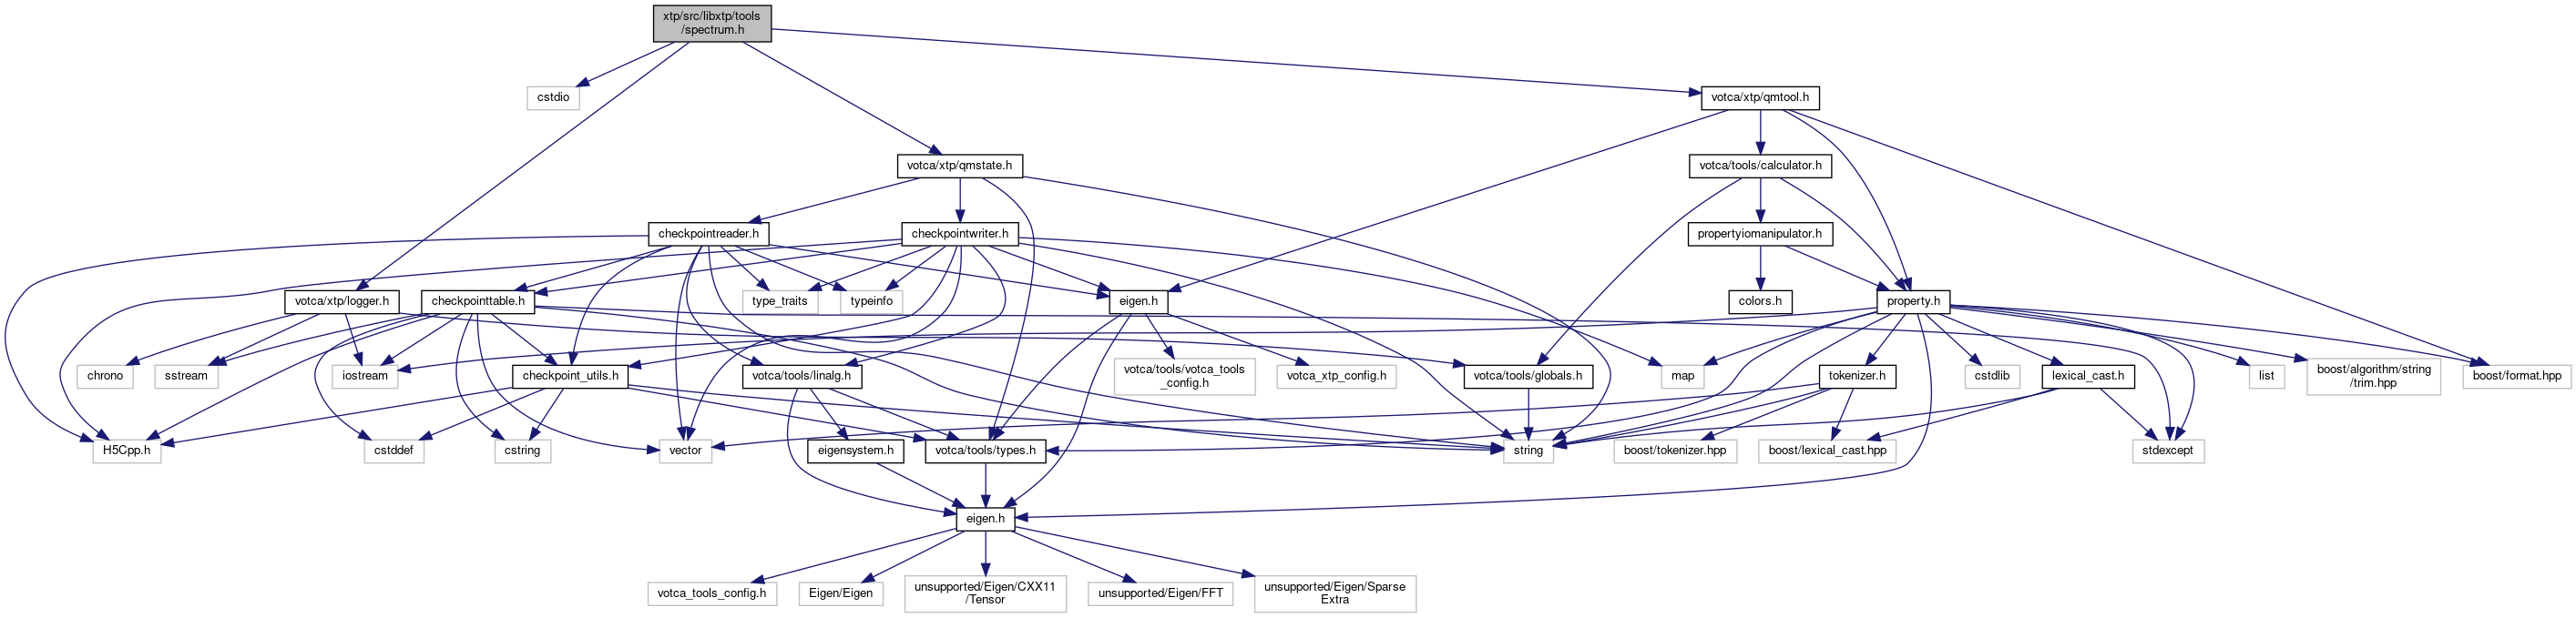 xtp/src/libxtp/tools
/spectrum.h
cstdio
votca/xtp/qmtool.h
votca/xtp/qmstate.h
votca/tools/calculator.h
checkpointreader.h
checkpointwriter.h
propertyiomanipulator.h
votca/xtp/logger.h
checkpointtable.h
type_traits
typeinfo
eigen.h
colors.h
property.h
chrono
sstream
iostream
checkpoint_utils.h
votca/tools/linalg.h
votca/tools/votca_tools
_config.h
votca_xtp_config.h
votca/tools/globals.h
map
tokenizer.h
cstdlib
lexical_cast.h
list
boost/algorithm/string
/trim.hpp
boost/format.hpp
H5Cpp.h
cstddef
cstring
vector
eigensystem.h
votca/tools/types.h
string
boost/tokenizer.hpp
boost/lexical_cast.hpp
stdexcept
eigen.h
votca_tools_config.h
Eigen/Eigen
unsupported/Eigen/CXX11
/Tensor
unsupported/Eigen/FFT
unsupported/Eigen/Sparse
Extra